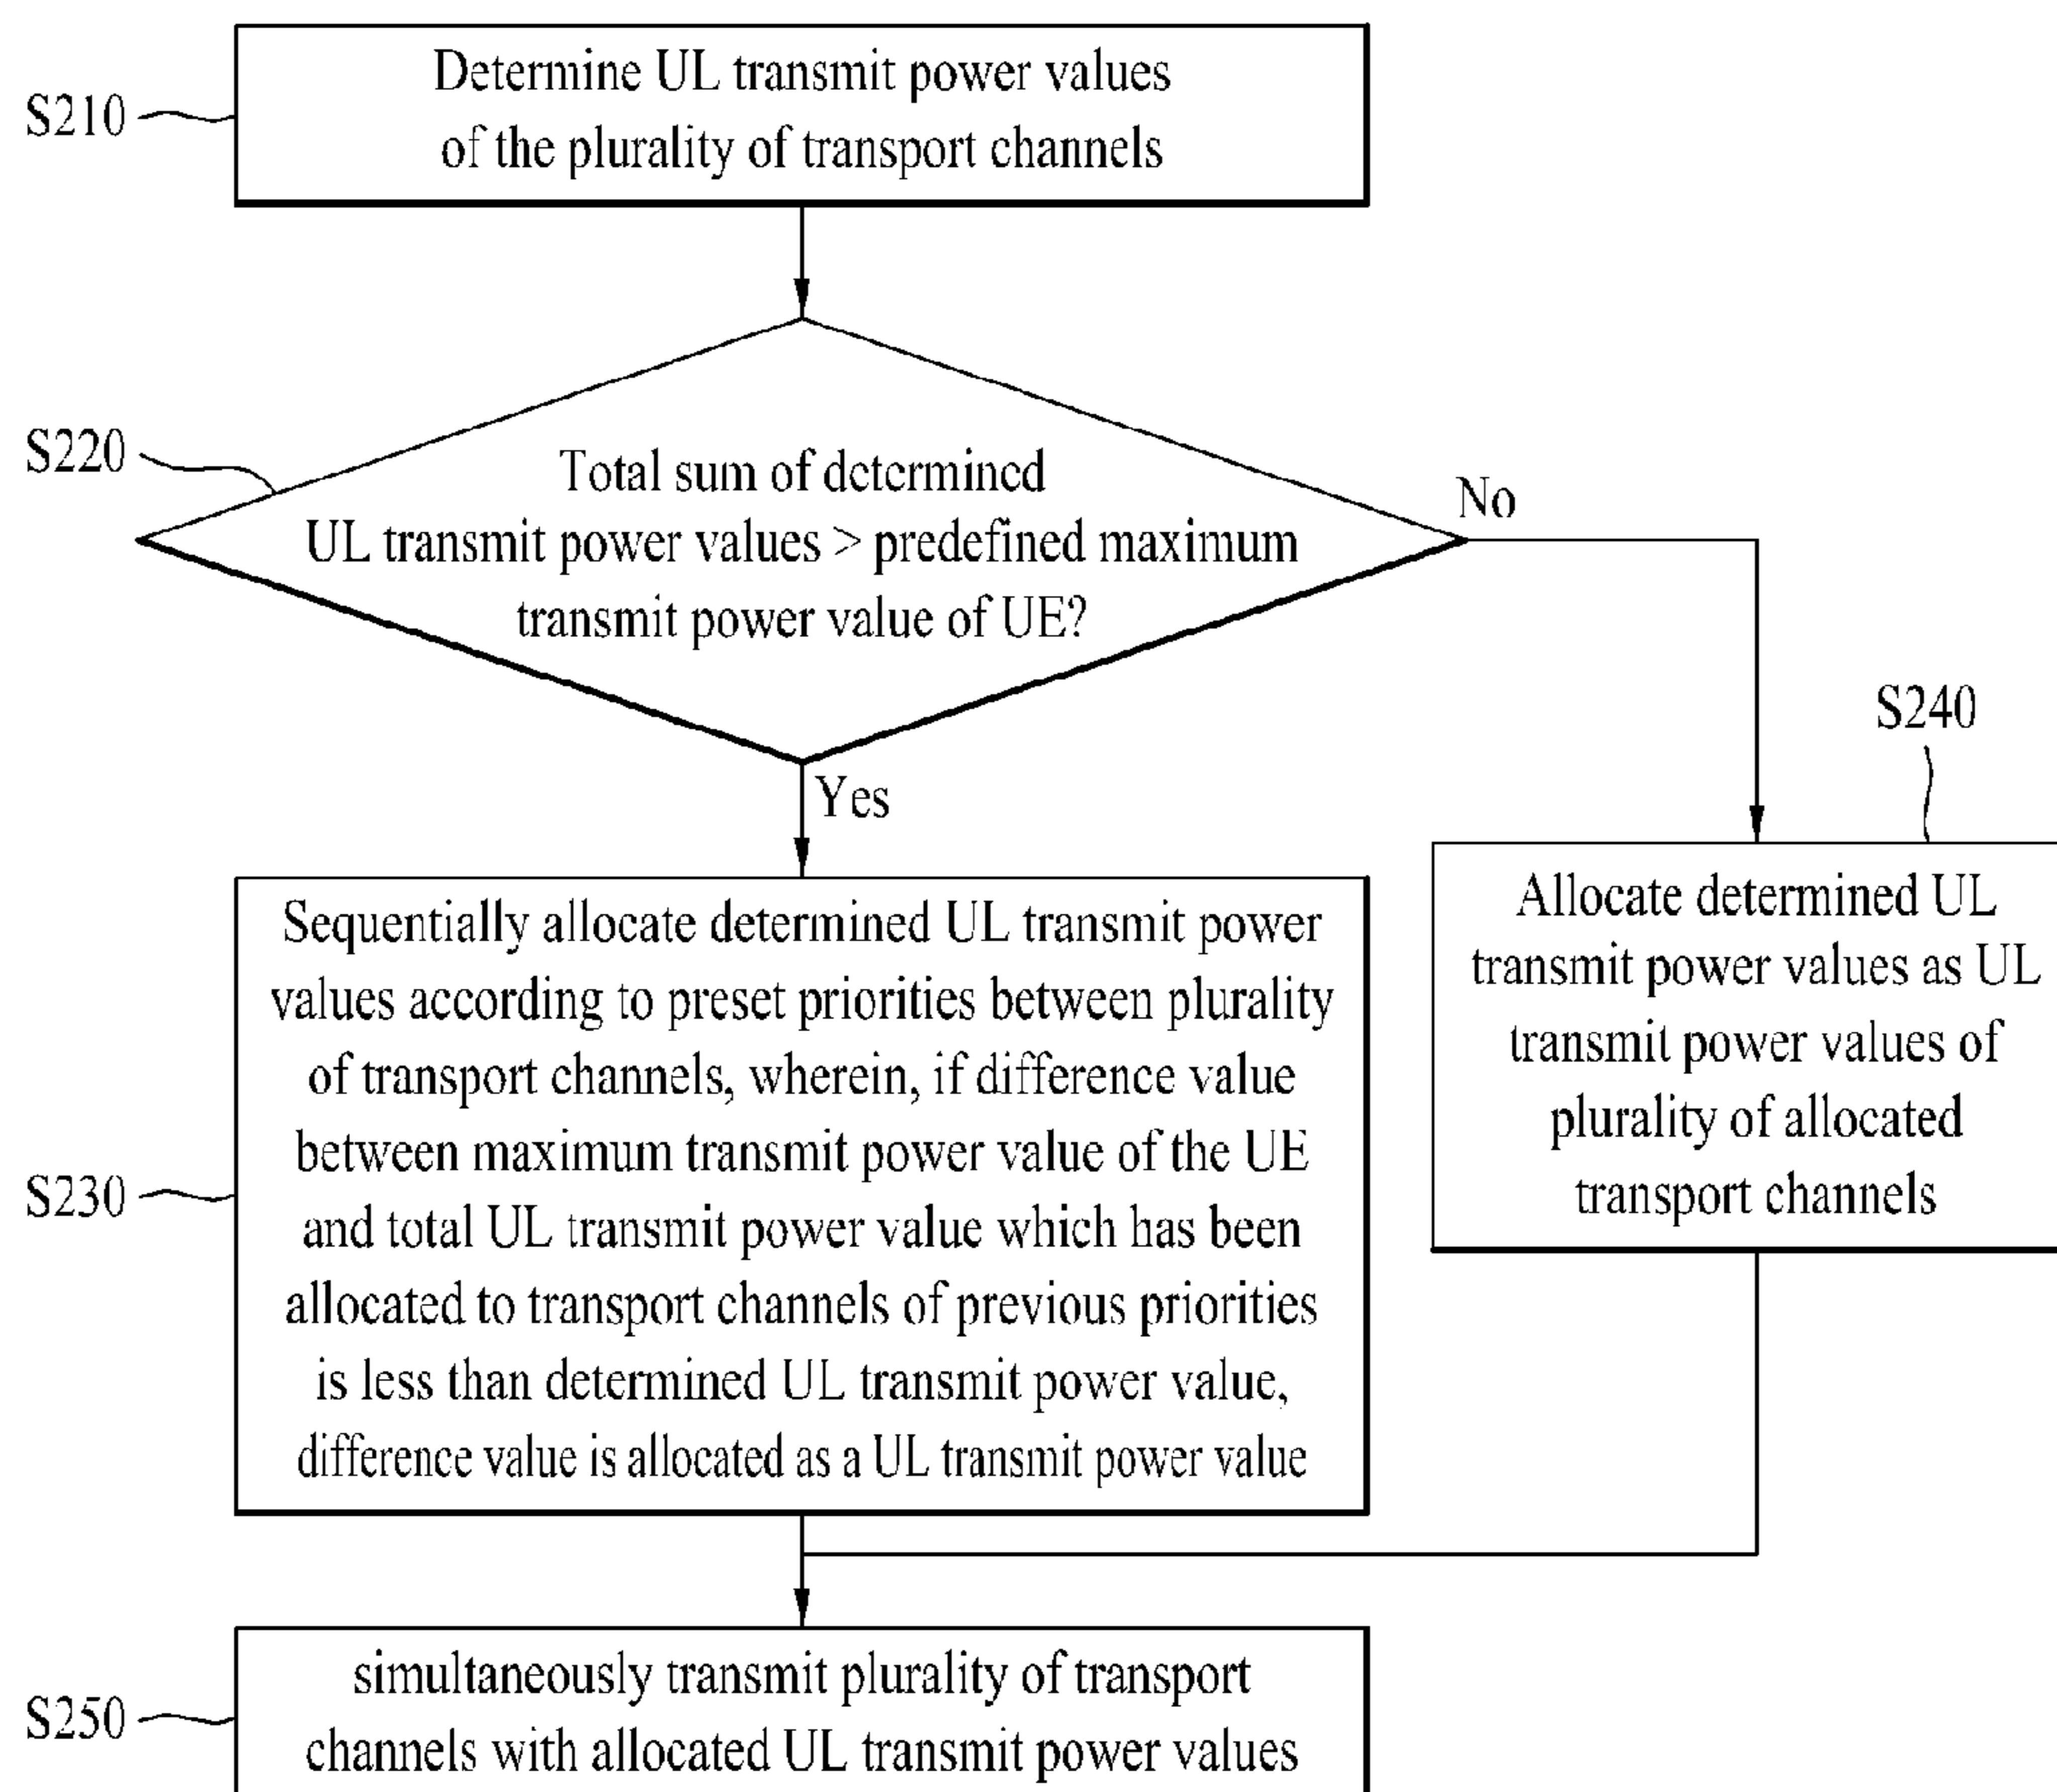 S210
Determine UL transmit power values
of the plurality of transport channels
S220
Total sum of determined
UL transmit power values > predefined maximum
transmit power value of UE?
No
Yes
S240
Allocate determined UL
transmit power values as UL
transmit power values of
plurality of allocated
transport channels
S230
Sequentially allocate determined UL transmit power
values according to preset priorities between plurality
of transport channels, wherein, if difference value
between maximum transmit power value of the UE
and total UL transmit power value which has been
allocated to transport channels of previous priorities
is less than determined UL transmit power value,
difference value is allocated as a UL transmit power value
S250
simultaneously transmit plurality of transport
channels with allocated UL transmit power values